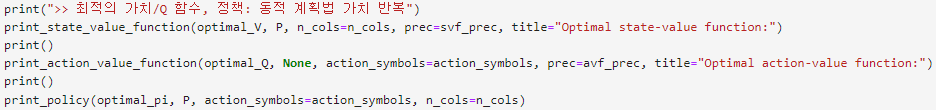 print(">> 최적의 가치/Q 함수, 정책: 동적 계획법 가치 반복")
print_state_value_function(optimal_V, P, n_cols=n_cols, prec=svf_prec, title="Optimal state-value function:")
print()
print_action_value_function(optimal_Q, None, action_symbols=action_symbols, prec=avf_prec, title="Optimal action-value function:")
print()
print_policy(optimal_pi, P, action_symbols=action_symbols, n_cols=n_cols)